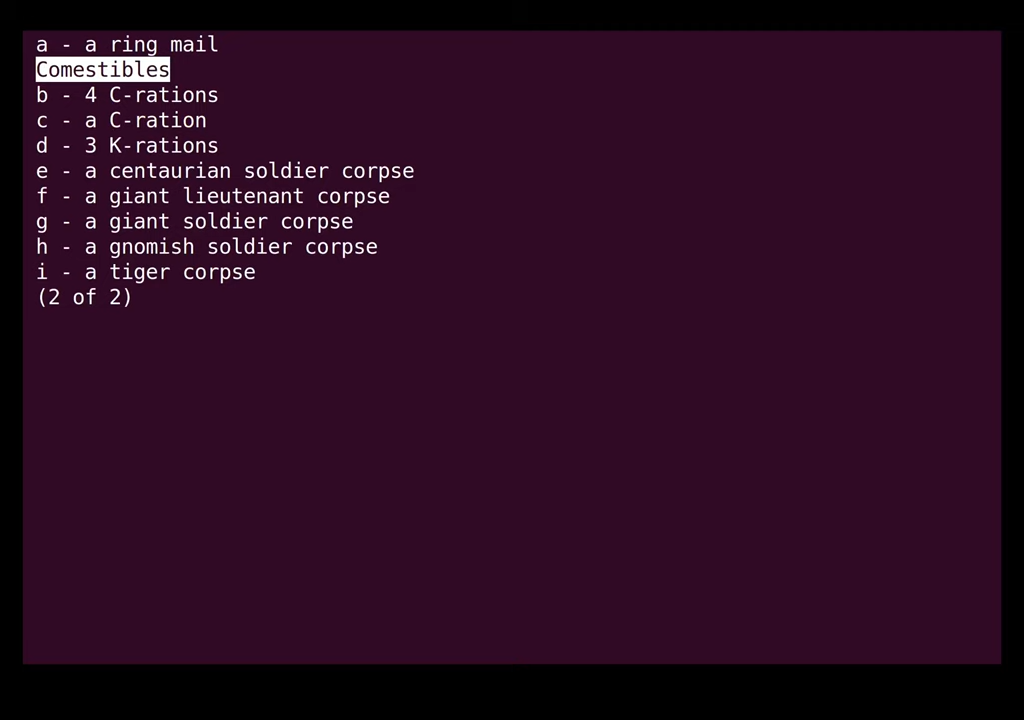 a - a ring mail
Comestibles
b - 4 C-rations
c - a C-ration
d - 3 K-rations
e - a centaurian soldier corpse
f - a giant lieutenant corpse
g - a giant soldier corpse
h - a gnomish soldier corpse
i - a tiger corpse
(2 of 2)